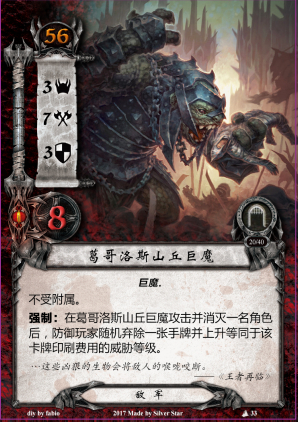 56
3
7
3
8
20/40
葛哥洛斯山丘巨魔
巨魔.
不受附属。
强制：在葛哥洛斯山丘巨魔攻击并消灭一名角色
后，防御玩家随机弃除一张手牌并上升等同于该
卡牌印刷费用的威胁等级。
…这些凶狠的生物会将敌人的喉咙咬断。
——《王者再临》
敌 军
diy by fabio
2017 Made by Silver Star
33